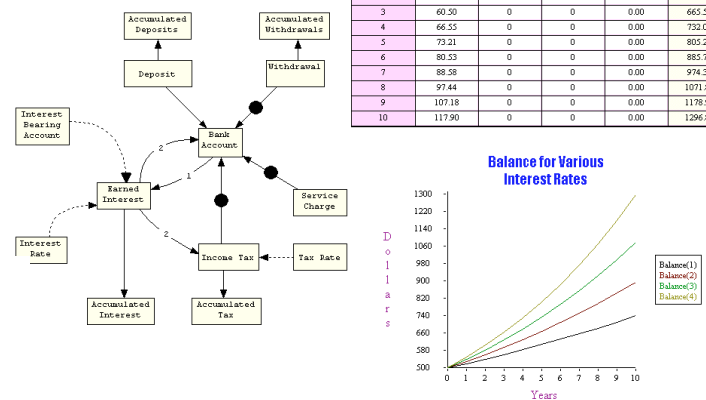 Accumulated
Deposits
Accumulated
Withdrawals
Deposit
Withdrawal
Interest
Bearing
Account
Bank
Account
2
1
Earned
Interest
Service
Charge
2
Interest
Rate
Income Tax
Tax Rate
Accumulated
Interest
Accumulated
Tax
3 60.50 0 0 0.00
4 66.55 0 0 0.00
5 73.21 0 0 0.00
6 80.53 0 0 0.00
7 88.58 0 0 0.00
8 97.44 0 0 0.00
9 107.18 0 0 0.00
10 117.90 0 0 0.00
Balance for Various
Interest Rates
Dollars
1300
1220
1140
1060
980
900
820
740
660
580
500
0 1 2 3 4 5 6 7 8 9 10
Years
Balance(1)
Balance(2)
Balance(3)
Balance(4)